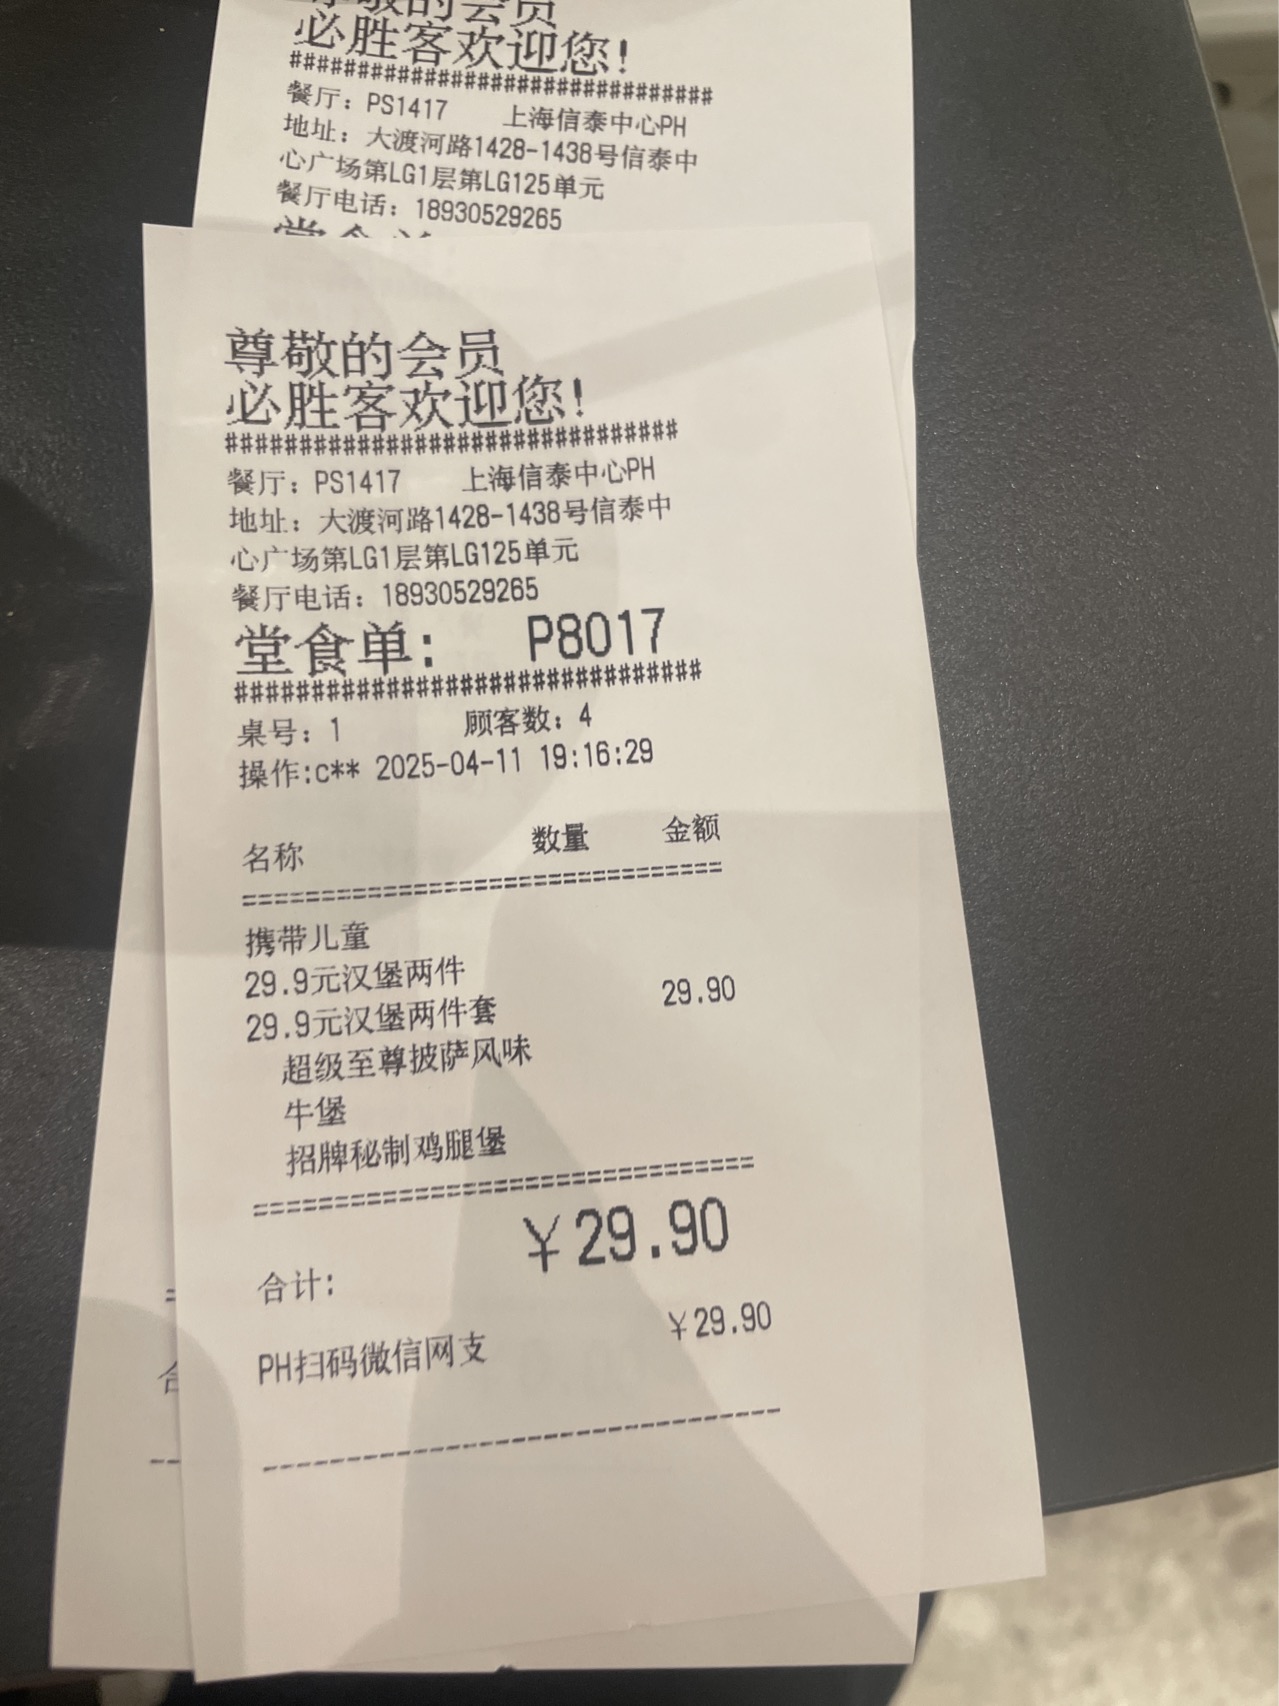 尊敬的会员
必胜客欢迎您!
###############################
餐厅: PS1417 上海信泰中心PH
地址: 大渡河路1428-1438号信泰中
心广场第LG1层第LG125单元
餐厅电话: 18930529265
堂食单
尊敬的会员
必胜客欢迎您!
###############################
餐厅: PS1417 上海信泰中心PH
地址: 大渡河路1428-1438号信泰中
心广场第LG1层第LG125单元
餐厅电话: 18930529265
堂食单: P8017
###############################
桌号: 1 顾客数: 4
操作:c** 2025-04-11 19:16:29
名称 数量 金额
===============================
携带儿童
29.9元汉堡两件
29.9元汉堡两件套 29.90
超级至尊披萨风味
牛堡
招牌秘制鸡腿堡
===============================
合计: ￥29.90
PH扫码微信网支 ￥29.90
-------------------------------
合